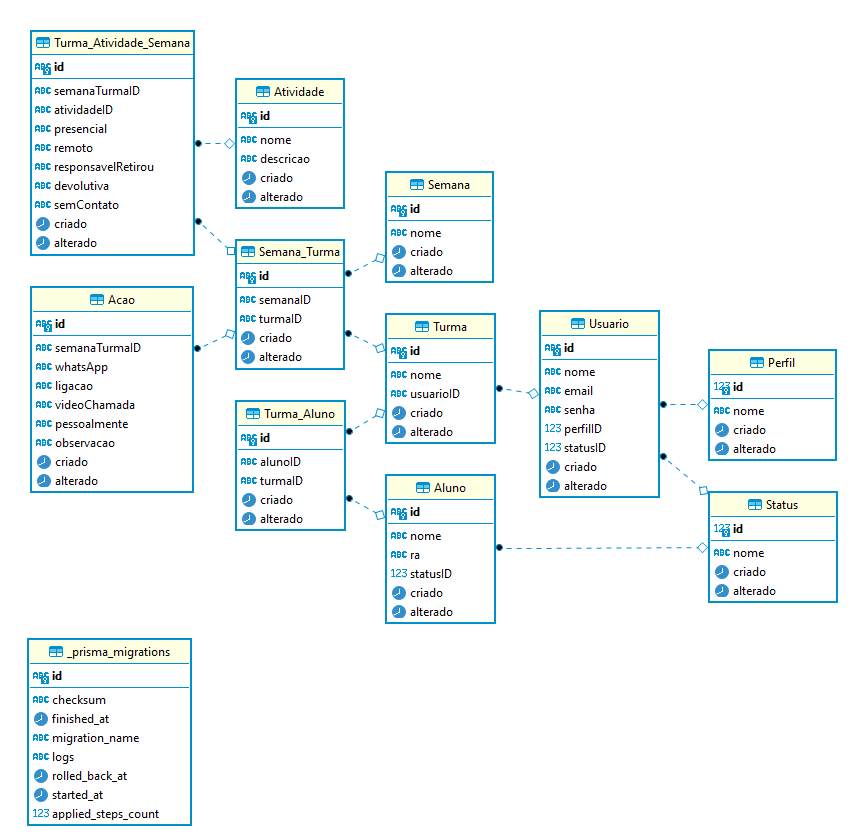 Turma_Atividade_Semana
ABC id
ABC semanaTurmaID
ABC atividadeID
ABC presencial
ABC remoto
ABC responsavelRetirou
ABC devolutiva
ABC semContato
criado
alterado
Atividade
ABC id
ABC nome
ABC descricao
criado
alterado
Semana
ABC id
ABC nome
criado
alterado
Semana_Turma
ABC id
ABC semanaID
ABC turmaID
criado
alterado
Acao
ABC id
ABC semanaTurmaID
ABC whatsApp
ABC ligacao
ABC videoChamada
ABC pessoalmente
ABC observacao
criado
alterado
Turma
ABC id
ABC nome
ABC usuarioID
criado
alterado
Usuario
ABC id
ABC nome
ABC email
ABC senha
123 perfilID
123 statusID
criado
alterado
Perfil
123 id
ABC nome
criado
alterado
Turma_Aluno
ABC id
ABC alunoID
ABC turmaID
criado
alterado
Aluno
ABC id
ABC nome
ABC ra
123 statusID
criado
alterado
Status
123 id
ABC nome
criado
alterado
_prisma_migrations
ABC id
ABC checksum
finished_at
ABC migration_name
ABC logs
rolled_back_at
started_at
123 applied_steps_count